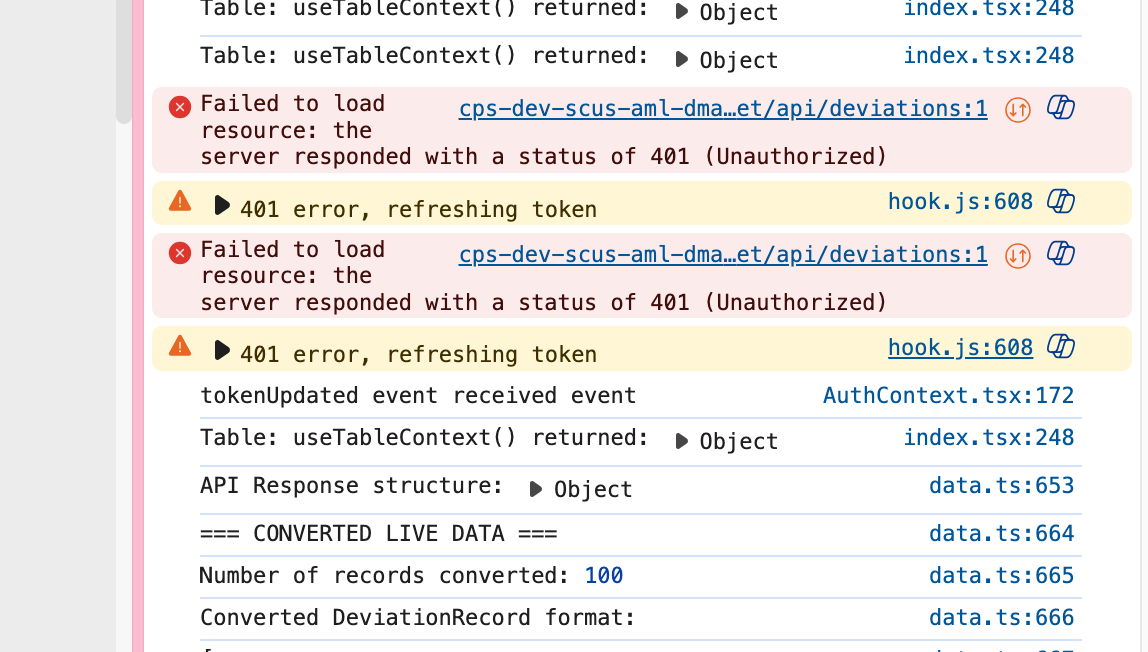 Table: useTableContext() returned: Object index.tsx:248
Table: useTableContext() returned: Object index.tsx:248
Failed to load cps-dev-scus-aml-dma…et/api/deviations:1
resource: the
server responded with a status of 401 (Unauthorized)
401 error, refreshing token hook.js:608
Failed to load cps-dev-scus-aml-dma…et/api/deviations:1
resource: the
server responded with a status of 401 (Unauthorized)
401 error, refreshing token hook.js:608
tokenUpdated event received event AuthContext.tsx:172
Table: useTableContext() returned: Object index.tsx:248
API Response structure: Object data.ts:653
=== CONVERTED LIVE DATA === data.ts:664
Number of records converted: 100 data.ts:665
Converted DeviationRecord format: data.ts:666